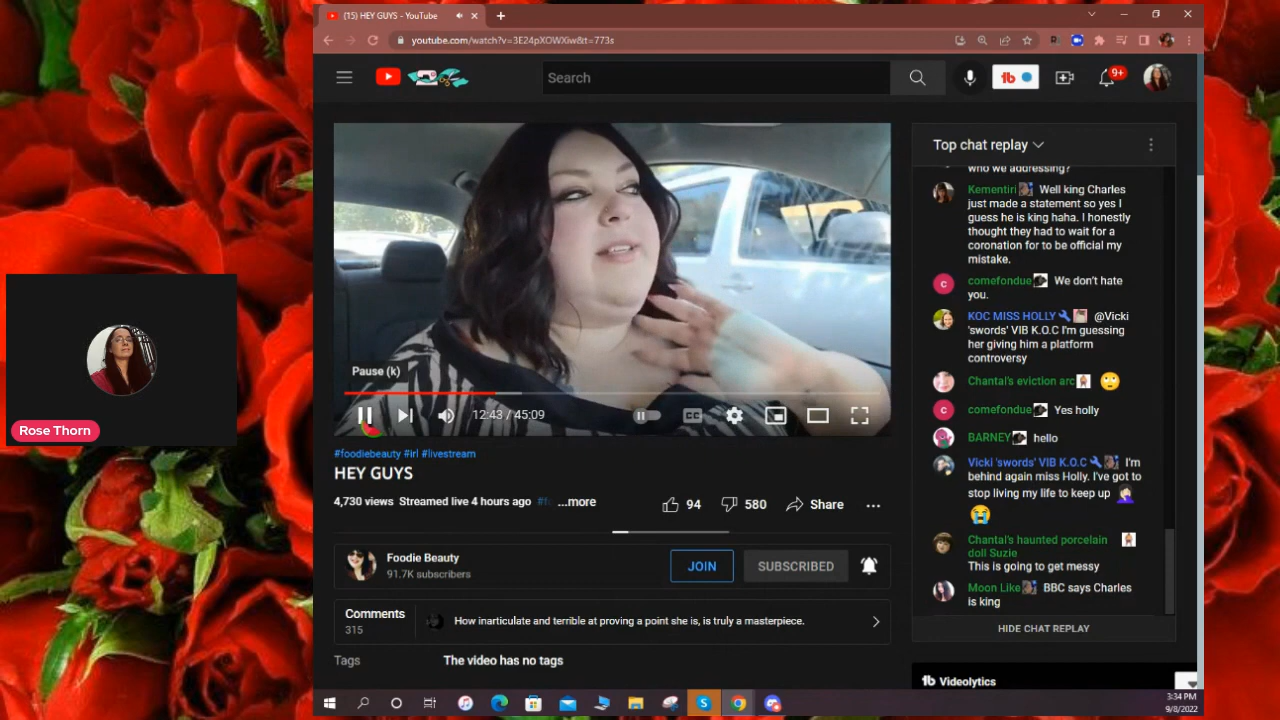 (15) HEY GUYS - YouTube
youtube.com/watch?v=3E24pXOWXiw&t=773s
Search
9+
Pause (k)
12:43 / 45:09
CC
#foodiebeauty #irl #livestream
HEY GUYS
4,730 views Streamed live 4 hours ago
...more
94
580
Share
Foodie Beauty
91.7K subscribers
JOIN
SUBSCRIBED
Comments
315
How inarticulate and terrible at proving a point she is, is truly a masterpiece.
Tags
The video has no tags
Top chat replay
who we addressing?
Kementiri Well king Charles
just made a statement so yes I
guess he is king haha. I honestly
thought they had to wait for a
coronation for to be official my
mistake.
comefondue We don't hate
you.
KOC MISS HOLLY @Vicki
'swords' VIB K.O.C I'm guessing
her giving him a platform
controversy
Chantal's eviction arc
comefondue Yes holly
BARNEY hello
Vicki 'swords' VIB K.O.C I'm
behind again miss Holly. I've got to
stop living my life to keep up
Chantal's haunted porcelain
doll Suzie
This is going to get messy
Moon Like BBC says Charles
is king
HIDE CHAT REPLAY
Videolytics
Rose Thorn
3:34 PM
9/8/2022